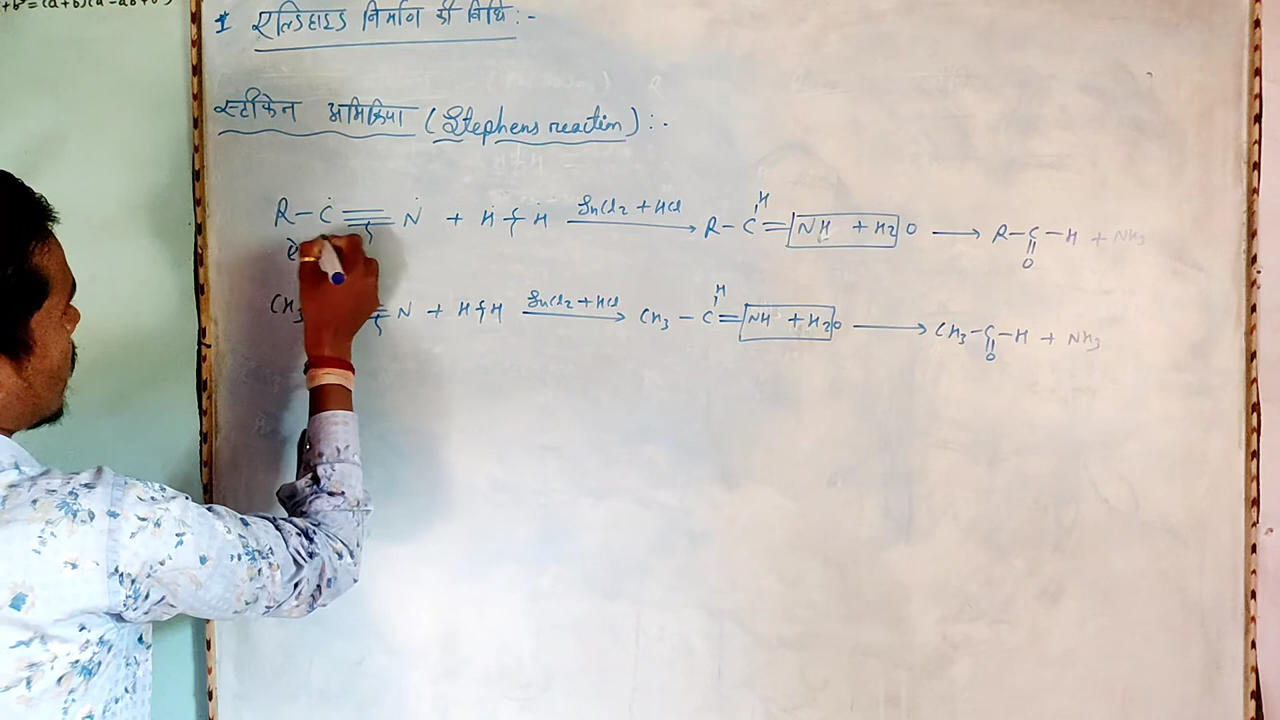 * एल्डिहाइड निर्माण की विधि:-
स्टीफेन अभिक्रिया (Stephens reaction):-
R-C≡N + H+H SnCl2 + HCl R-C=NH + H2O → R-C-H + NH3
H
O
CH3 N + H H SnCl2 + HCl CH3-C=NH + H2O → CH3-C-H + NH3
H
O